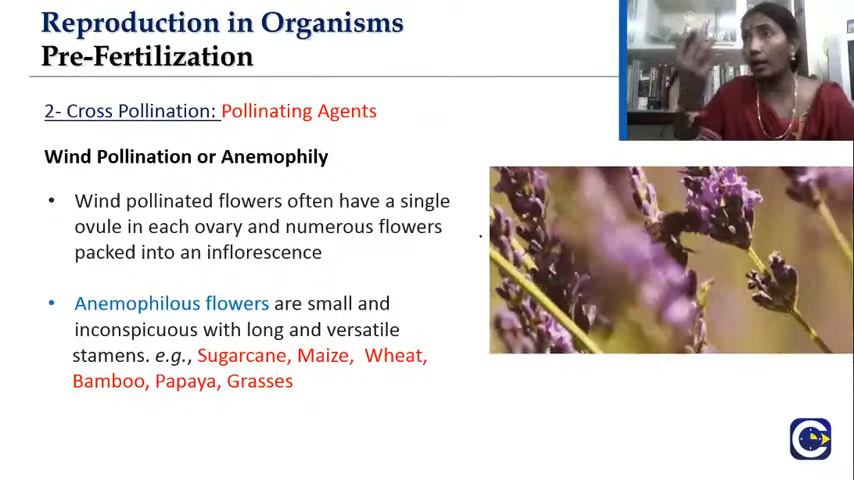 Reproduction in Organisms
Pre-Fertilization
2- Cross Pollination: Pollinating Agents
Wind Pollination or Anemophily
• Wind pollinated flowers often have a single
ovule in each ovary and numerous flowers
packed into an inflorescence
• Anemophilous flowers are small and
inconspicuous with long and versatile
stamens. e.g., Sugarcane, Maize, Wheat,
Bamboo, Papaya, Grasses